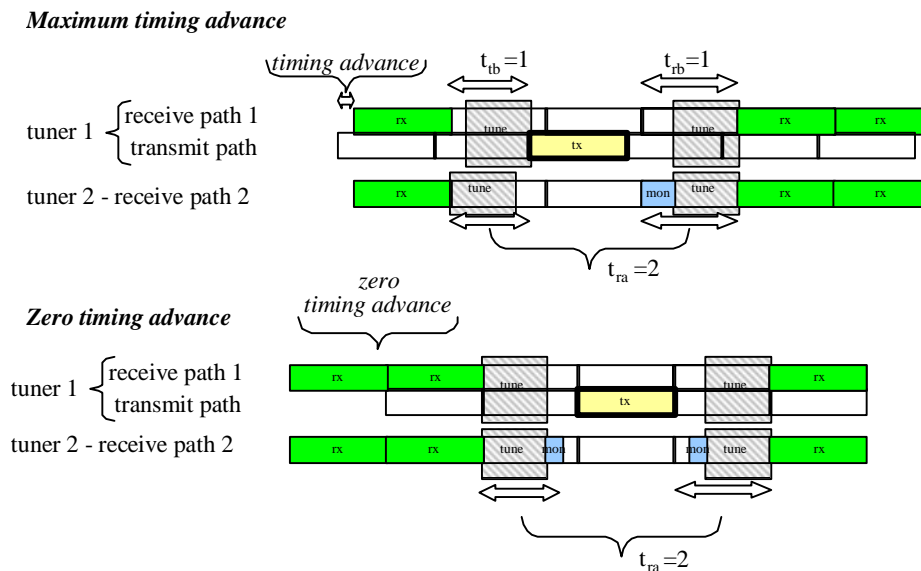 Maximum timing advance
timing advance
t_tb =1
t_rb =1
tuner 1
receive path 1
transmit path
rx
tune
tune
rx
rx
tx
tuner 2 - receive path 2
rx
tune
mon
tune
rx
rx
t_ra =2
zero
timing advance
Zero timing advance
tuner 1
receive path 1
transmit path
rx
rx
tune
tune
rx
tx
tuner 2 - receive path 2
rx
rx
tune
mon
mon
tune
rx
t_ra =2